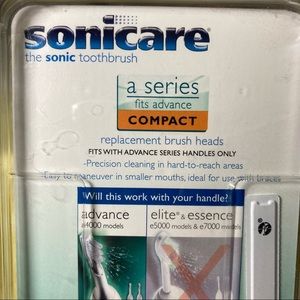 sonicare®
the sonic toothbrush
a series
fits advance
COMPACT
replacement brush heads
FITS WITH ADVANCE SERIES HANDLES ONLY
-Precision cleaning in hard-to-reach areas
-Easy to maneuver in smaller mouths, ideal for use with braces
Will this work with your handle?
advance
a4000 models
elite® & essence
e5000 models & e7000 models